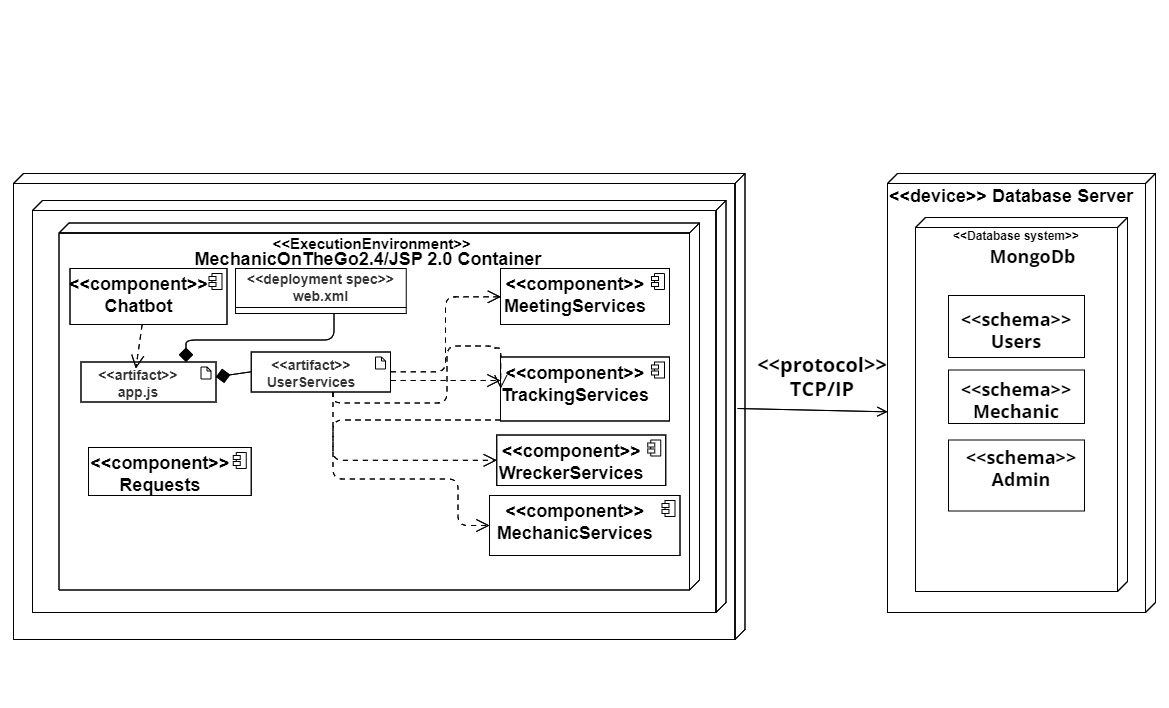 <<ExecutionEnvironment>>
MechanicOnTheGo2.4/JSP 2.0 Container
<<component>>
Chatbot
<<deployment spec>>
web.xml
<<component>>
MeetingServices
<<artifact>>
app.js
<<artifact>>
UserServices
<<component>>
TrackingServices
<<component>>
Requests
<<component>>
WreckerServices
<<component>>
MechanicServices
<<protocol>>
TCP/IP
<<device>> Database Server
<<Database system>>
MongoDb
<<schema>>
Users
<<schema>>
Mechanic
<<schema>>
Admin